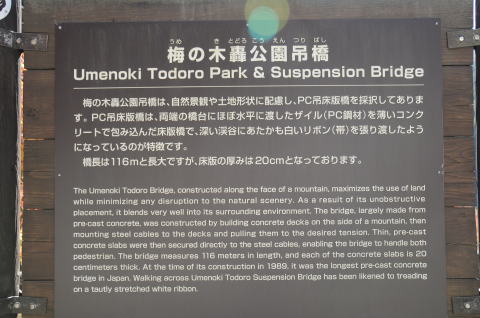 うめ の き とどろ こう えん つり ばし
梅の木轟公園吊橋
Umenoki Todoro Park & Suspension Bridge
梅の木轟公園吊橋は、自然景観や土地形状に配慮し、PC吊床版橋を採択してありま
す。PC吊床版橋は、両端の橋台にほぼ水平に渡したザイル(PC鋼材)を薄いコン
クリートで包み込んだ床版橋で、深い渓谷にあたかも白いリボン(帯)を張り渡したよう
になっているのが特徴です。
橋長は116mと長大ですが、床版の厚みは20cmとなっております。
The Umenoki Todoro Bridge, constructed along the face of a mountain, maximizes the use of land
while minimizing any disruption to the natural scenery. As a result of its unobstructive
placement, it blends very well into its surrounding environment. The bridge, largely made from
pre-cast concrete, was constructed by building concrete decks on the side of a mountain, then
mounting steel cables to the decks and pulling them to the desired tension. Thin, pre-cast
concrete slabs were then secured directly to the steel cables, enabling the bridge to handle both
pedestrian. The bridge measures 116 meters in length, and each of the concrete slabs is 20
centimeters thick. At the time of its construction in 1989, it was the longest pre-cast concrete
bridge in Japan. Walking across Umenoki Todoro Suspension Bridge has been likened to treading
on a tautly stretched white ribbon.